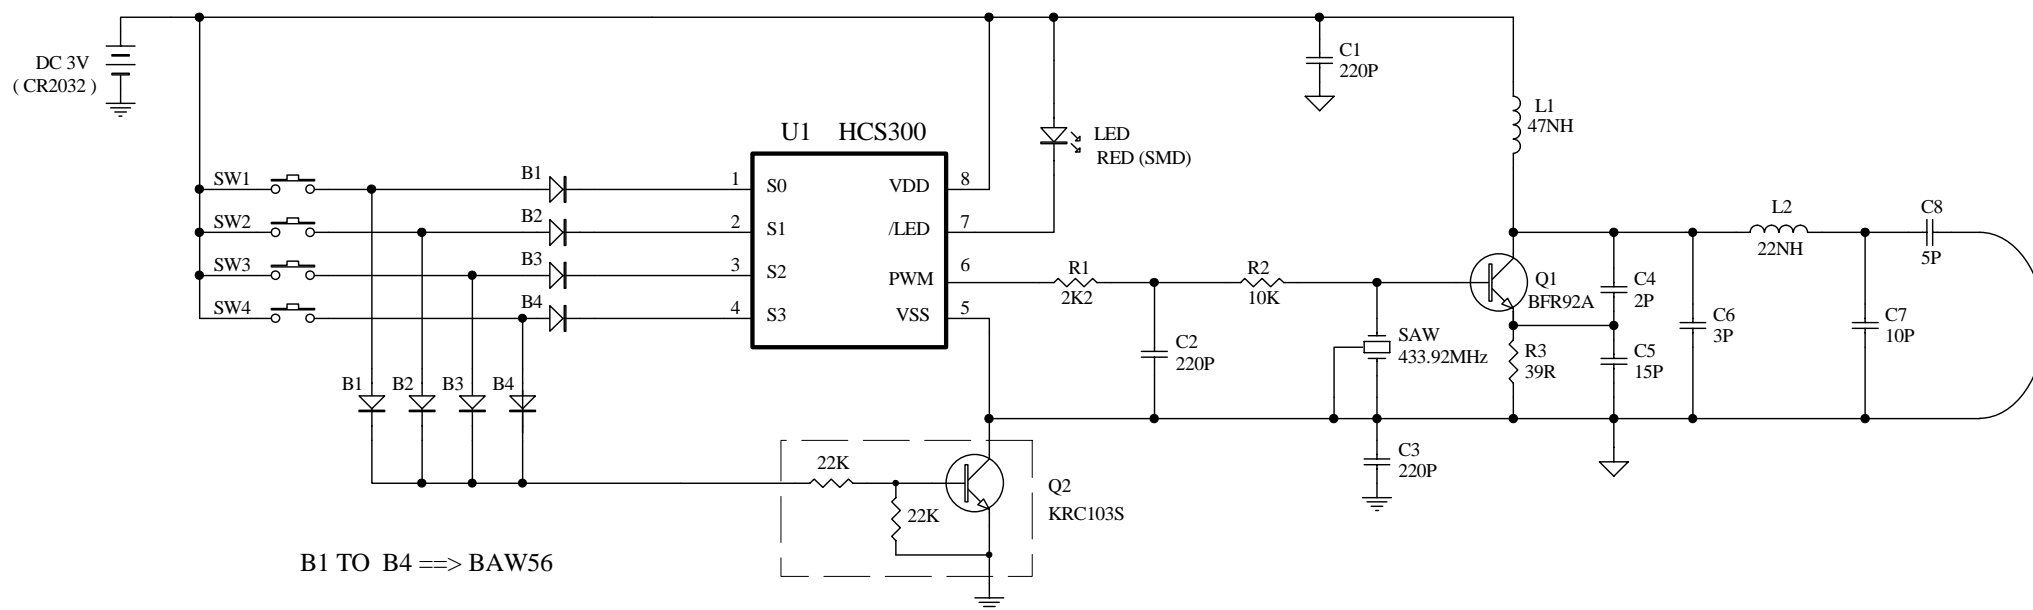 DC 3V
( CR2032 )
C1
220P
L1
47NH
U1 HCS300
LED
RED (SMD)
SW1
B1
1
S0
VDD
8
SW2
B2
2
S1
/LED
7
SW3
B3
3
S2
PWM
6
SW4
B4
4
S3
VSS
5
R1
2K2
R2
10K
Q1
BFR92A
C4
2P
L2
22NH
C8
5P
C2
220P
SAW
433.92MHz
R3
39R
C5
15P
C6
3P
C7
10P
B1
B2
B3
B4
C3
220P
22K
22K
Q2
KRC103S
B1 TO B4 ==> BAW56